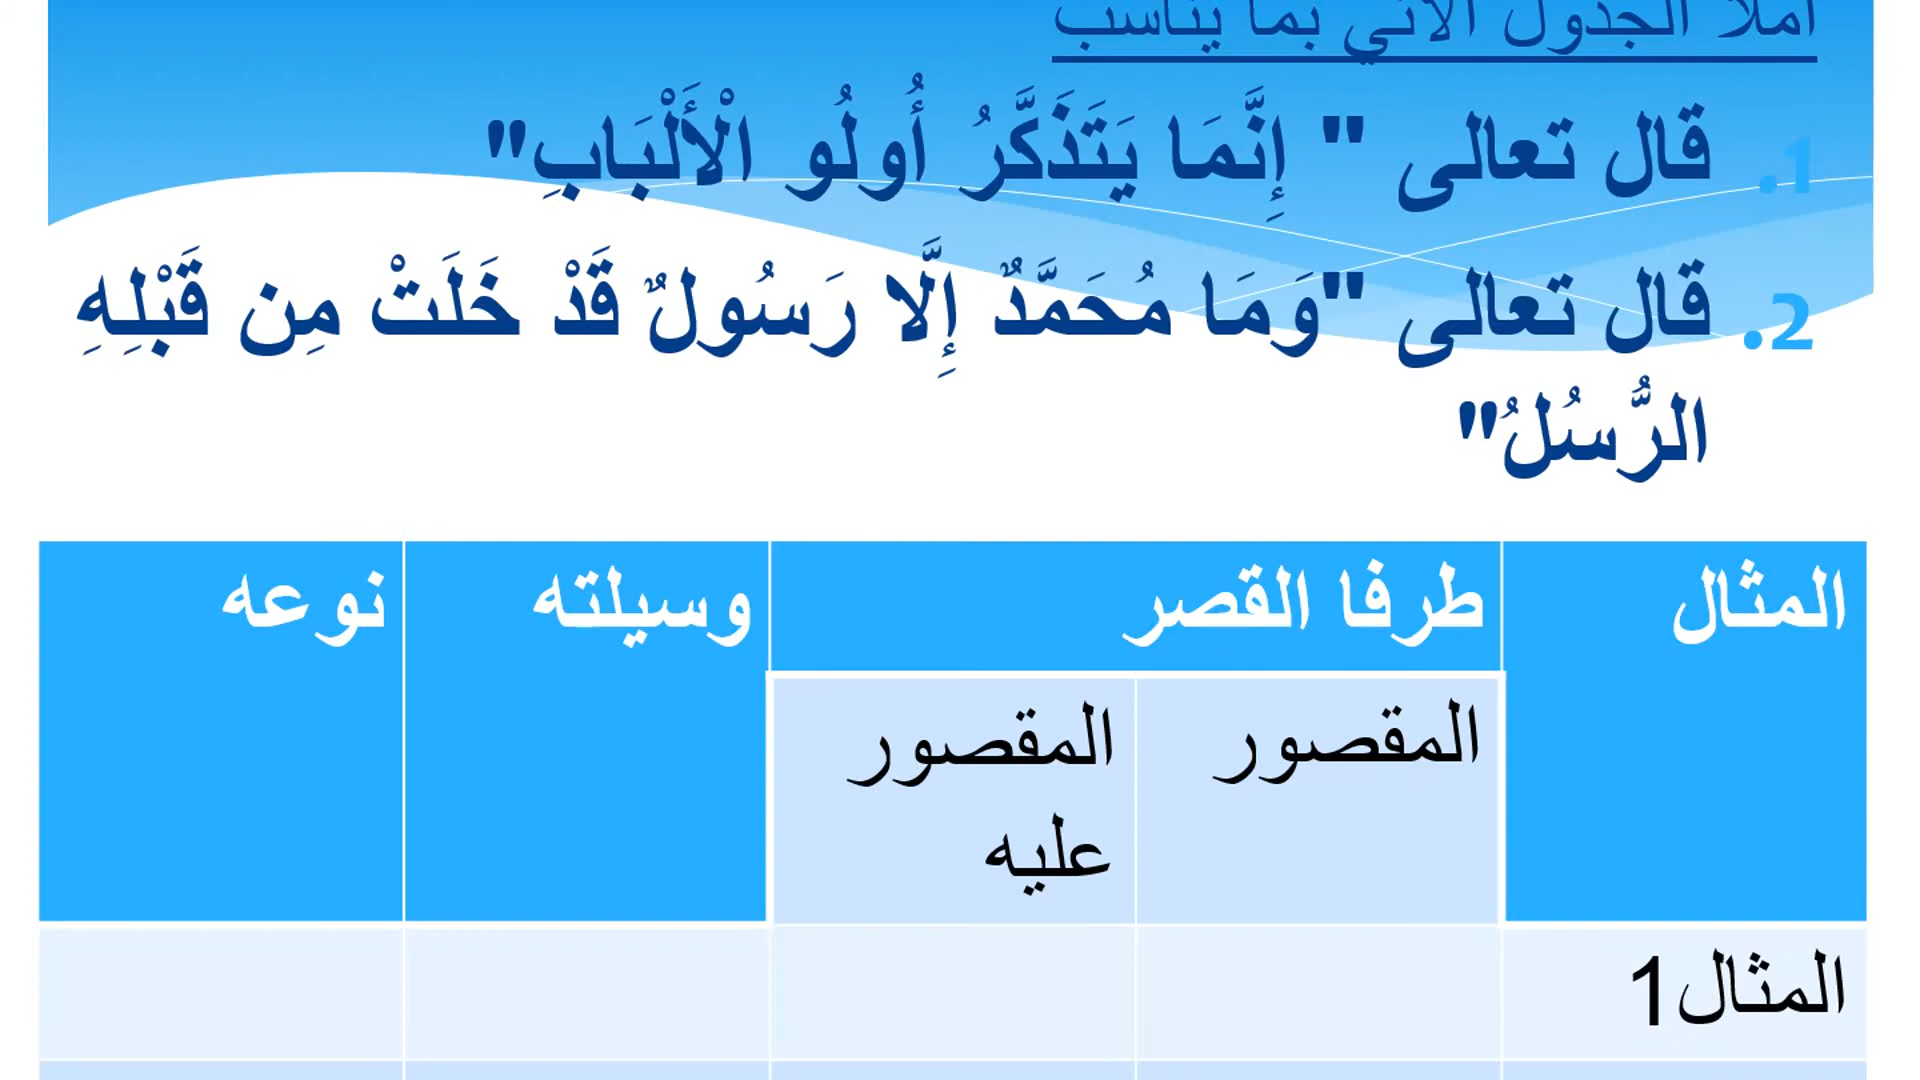 املأ الجدول الآتي بما يناسب
1. قال تعالى " إِنَّمَا يَتَذَكَّرُ أُولُو الْأَلْبَابِ"
2. قال تعالى "وَمَا مُحَمَّدٌ إِلَّا رَسُولٌ قَدْ خَلَتْ مِن قَبْلِهِ
الرُّسُلُ"
المثال طرفا القصر وسيلته نوعه
المقصور المقصور
عليه
المثال1